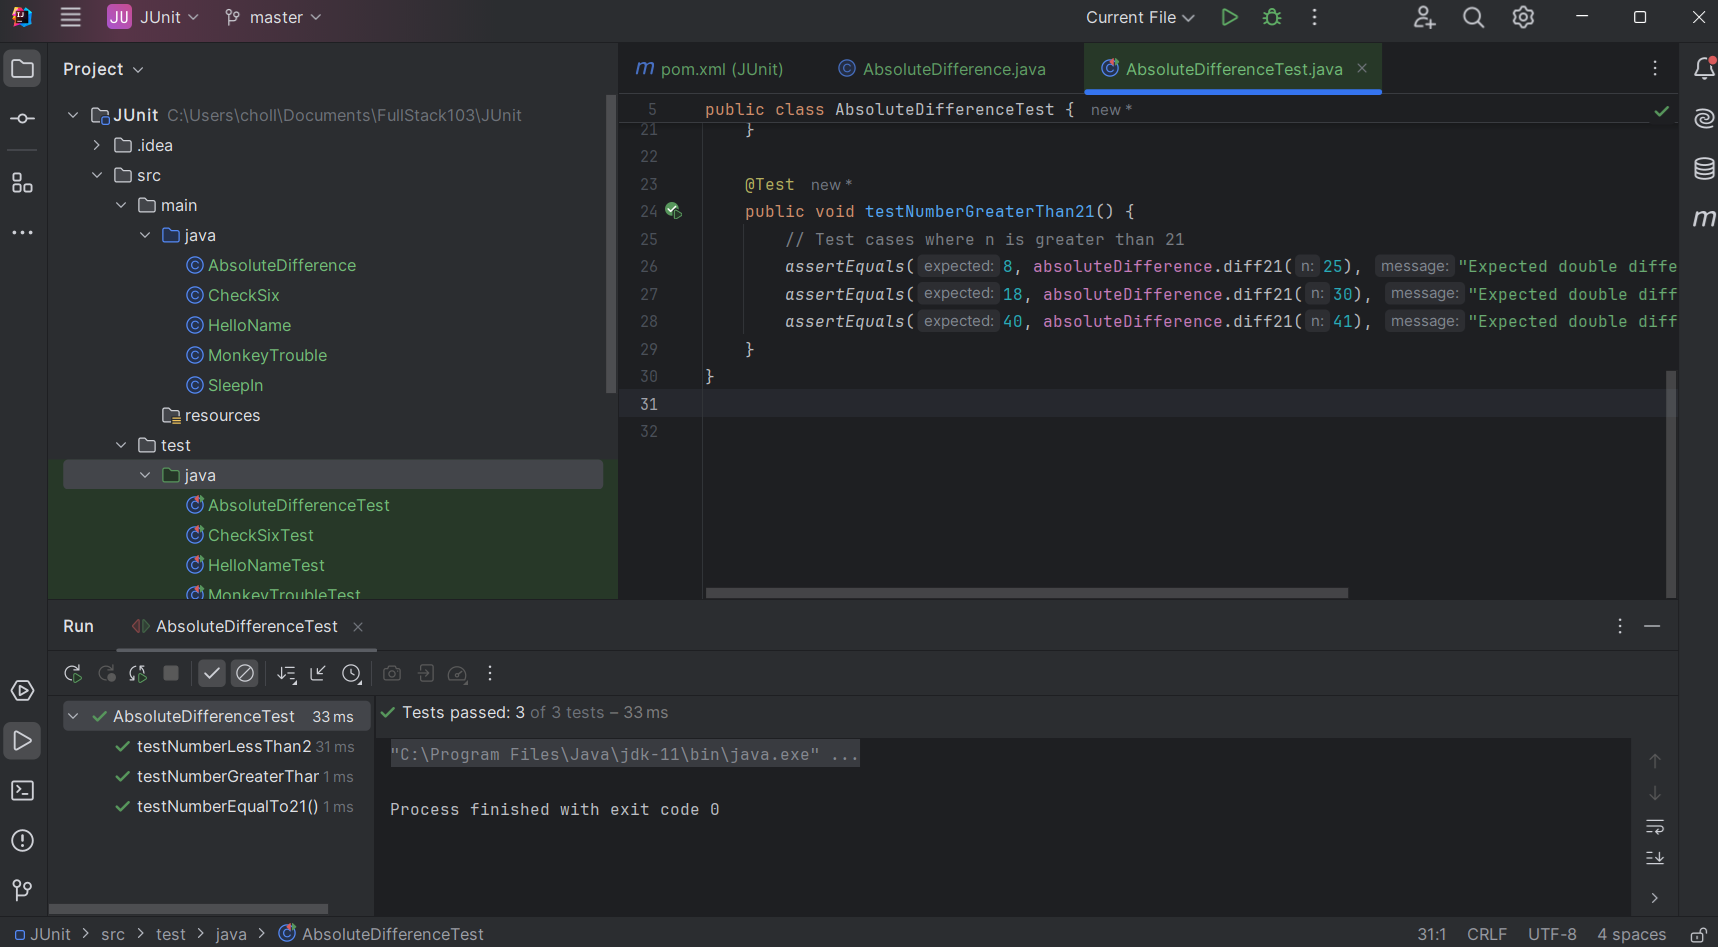 JU JUnit master Current File
Project
m pom.xml (JUnit) AbsoluteDifference.java AbsoluteDifferenceTest.java
JUnit C:\Users\choll\Documents\FullStack103\JUnit
.idea
src
main
java
AbsoluteDifference
CheckSix
HelloName
MonkeyTrouble
SleepIn
resources
test
java
AbsoluteDifferenceTest
CheckSixTest
HelloNameTest
MonkeyTroubleTest
5 public class AbsoluteDifferenceTest { new *
21 }
22
23 @Test new *
24 public void testNumberGreaterThan21() {
25 // Test cases where n is greater than 21
26 assertEquals( expected: 8, absoluteDifference.diff21( n: 25), message: "Expected double diffe
27 assertEquals( expected: 18, absoluteDifference.diff21( n: 30), message: "Expected double diff
28 assertEquals( expected: 40, absoluteDifference.diff21( n: 41), message: "Expected double diff
29 }
30 }
31
32
m
Run AbsoluteDifferenceTest
AbsoluteDifferenceTest 33 ms
testNumberLessThan2 31 ms
testNumberGreaterThan 1 ms
testNumberEqualTo21() 1 ms
Tests passed: 3 of 3 tests – 33 ms
"C:\Program Files\Java\jdk-11\bin\java.exe" ...
Process finished with exit code 0
JUnit > src > test > java > AbsoluteDifferenceTest
31:1 CRLF UTF-8 4 spaces